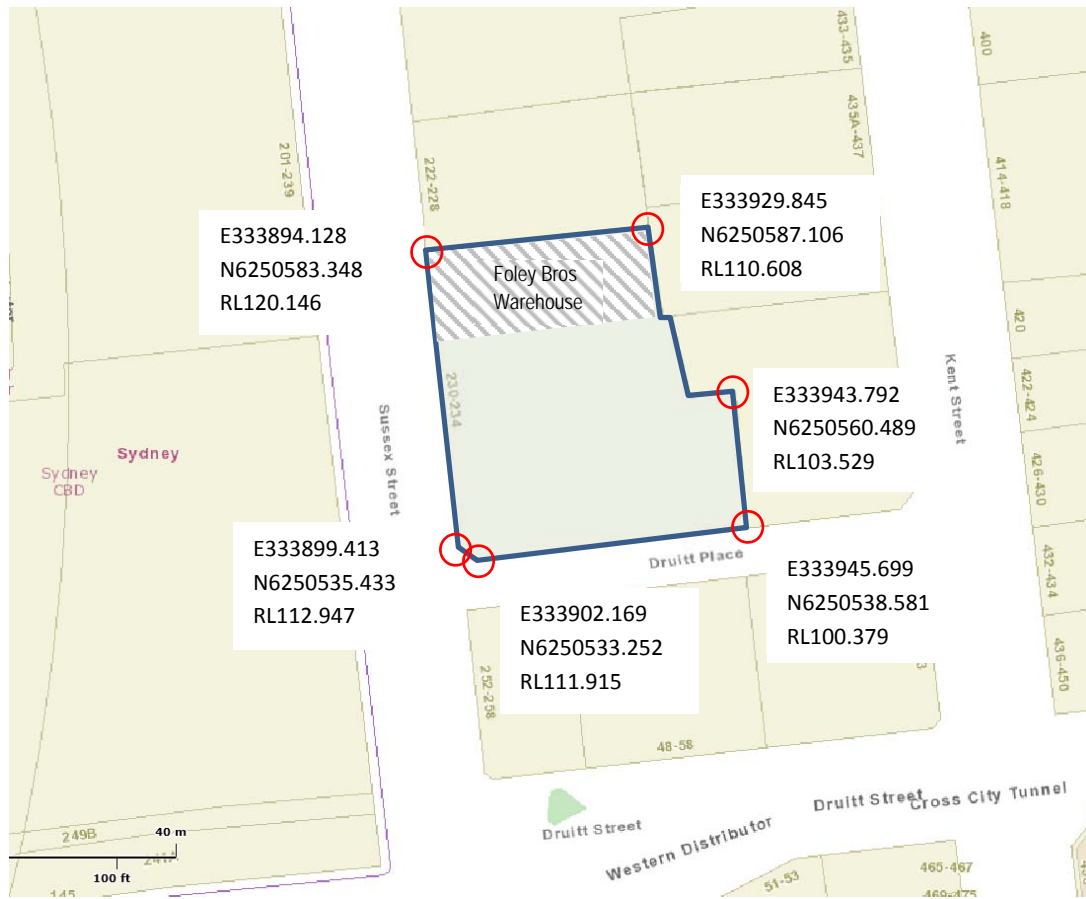 433-435
400
435A-437
201-239
222-228
414-418
E333894.128
N6250583.348
RL120.146
E333929.845
N6250587.106
RL110.608
Foley Bros
Warehouse
420
Kent Street
422-424
230-234
Sussex Street
E333943.792
N6250560.489
RL103.529
Sydney
Sydney
CBD
426-430
E333899.413
N6250535.433
RL112.947
Druitt Place
E333945.699
N6250538.581
RL100.379
432-434
E333902.169
N6250533.252
RL111.915
252-258
436-450
48-58
Druitt Street
Cross City Tunnel
Druitt Street
Western Distributor
249B
241A
40 m
100 ft
145
51-53
465-467
469-475